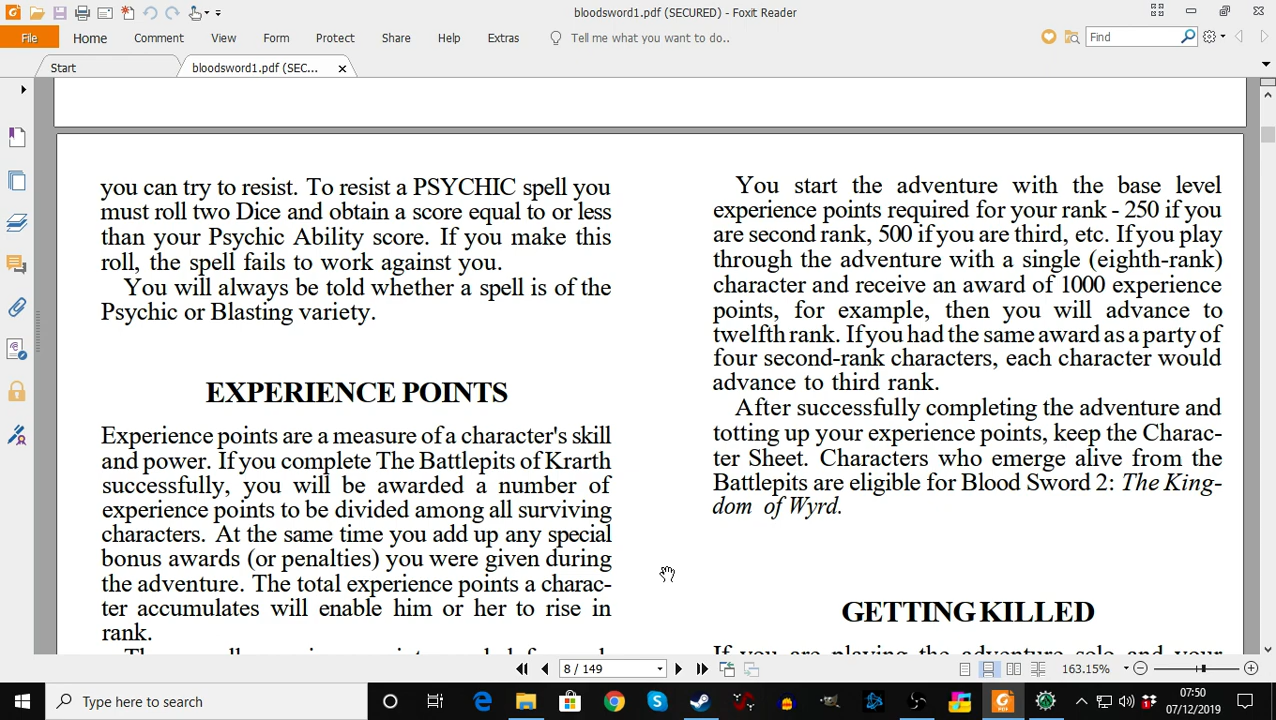 bloodsword1.pdf (SECURED) - Foxit Reader
File
Home
Comment
View
Form
Protect
Share
Help
Extras
Tell me what you want to do..
Find
Start
bloodsword1.pdf (SEC...
you can try to resist. To resist a PSYCHIC spell you
must roll two Dice and obtain a score equal to or less
than your Psychic Ability score. If you make this
roll, the spell fails to work against you.
You will always be told whether a spell is of the
Psychic or Blasting variety.
EXPERIENCE POINTS
Experience points are a measure of a character's skill
and power. If you complete The Battlepits of Krarth
successfully, you will be awarded a number of
experience points to be divided among all surviving
characters. At the same time you add up any special
bonus awards (or penalties) you were given during
the adventure. The total experience points a charac-
ter accumulates will enable him or her to rise in
rank.
You start the adventure with the base level
experience points required for your rank - 250 if you
are second rank, 500 if you are third, etc. If you play
through the adventure with a single (eighth-rank)
character and receive an award of 1000 experience
points, for example, then you will advance to
twelfth rank. If you had the same award as a party of
four second-rank characters, each character would
advance to third rank.
After successfully completing the adventure and
totting up your experience points, keep the Charac-
ter Sheet. Characters who emerge alive from the
Battlepits are eligible for Blood Sword 2: The King-
dom of Wyrd.
GETTING KILLED
If you are playing the adventure solo and your
8 / 149
163.15%
Type here to search
07:50
07/12/2019